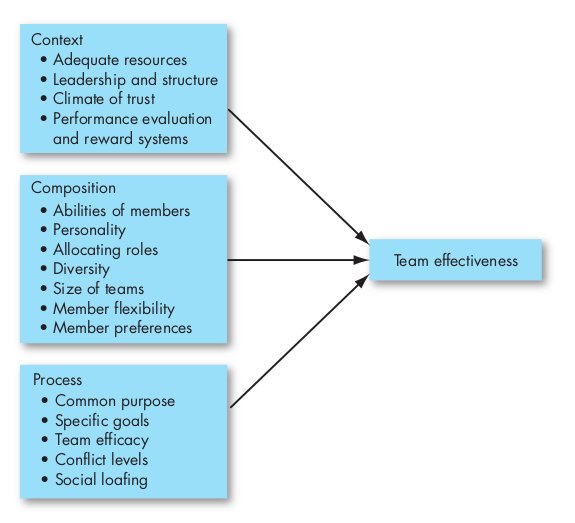 Context
• Adequate resources
• Leadership and structure
• Climate of trust
• Performance evaluation
and reward systems
Composition
• Abilities of members
• Personality
• Allocating roles
• Diversity
• Size of teams
• Member flexibility
• Member preferences
Process
• Common purpose
• Specific goals
• Team efficacy
• Conflict levels
• Social loafing
Team effectiveness